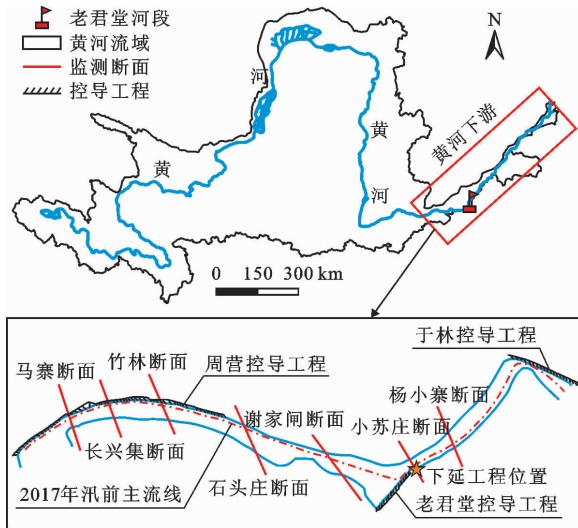 老君堂河段
黄河流域
监测断面
控导工程
N
河
黄
黄
河
黄河下游
0 150 300 km
于林控导工程
马寨断面
竹林断面
周营控导工程
杨小寨断面
谢家闸断面
小苏庄断面
长兴集断面
下延工程位置
2017年汛前主流线
石头庄断面
老君堂控导工程